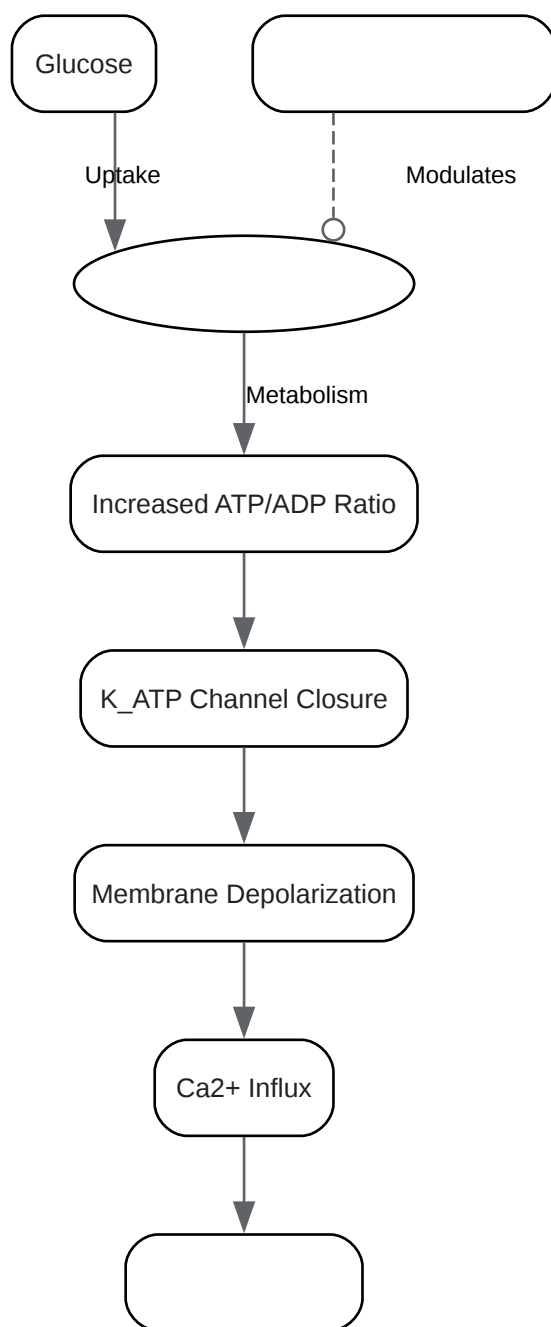 Glucose
Uptake
Modulates
Metabolism
Increased ATP/ADP Ratio
K_ATP Channel Closure
Membrane Depolarization
Ca2+ Influx